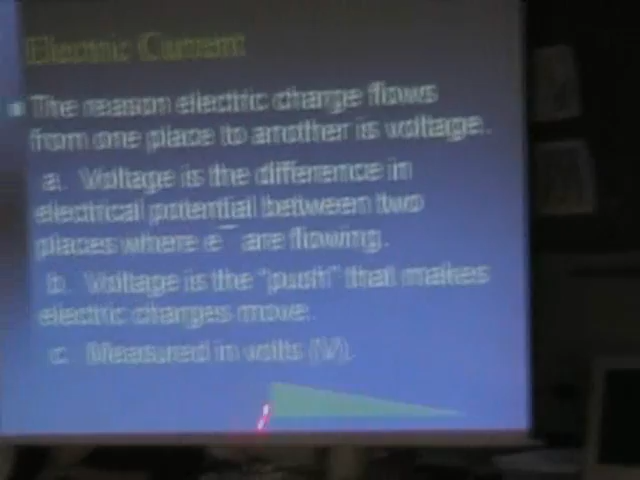 Electric Current
The reason electric charge flows
from one place to another is voltage.
a. Voltage is the difference in
electrical potential between two
places where e⁻ are flowing.
b. Voltage is the "push" that makes
electric charges move.
c. Measured in volts (V).